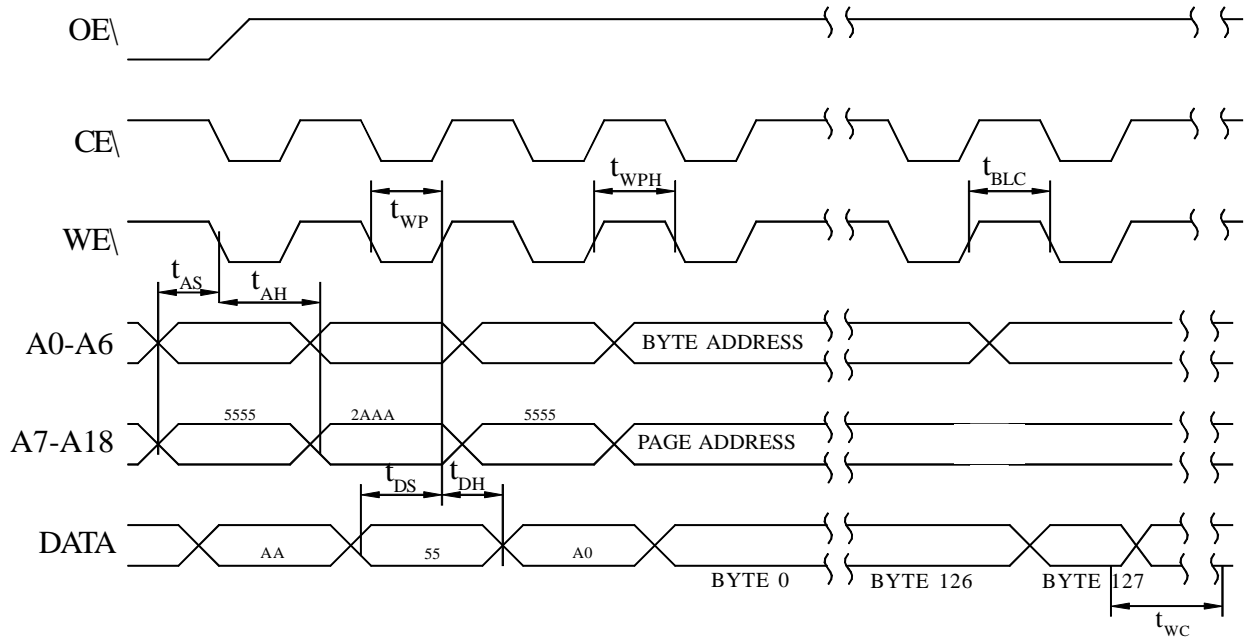 OE\
CE\
t WPH
t BLC
t WP
WE\
t AS
t AH
A0-A6
BYTE ADDRESS
5555
2AAA
5555
A7-A18
PAGE ADDRESS
t DS
t DH
DATA
AA
55
A0
BYTE 0
BYTE 126
BYTE 127
t WC